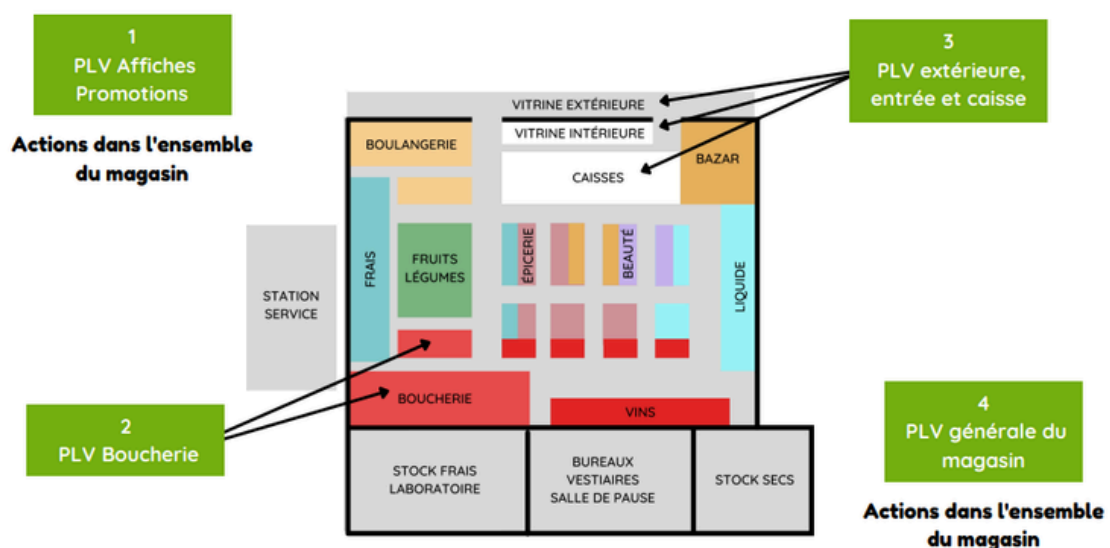 1
PLV Affiches
Promotions
Actions dans l'ensemble
du magasin
3
PLV extérieure,
entrée et caisse
VITRINE EXTÉRIEURE
VITRINE INTÉRIEURE
BOULANGERIE
CAISSES
BAZAR
FRAIS
FRUITS
LÉGUMES
ÉPICERIE
BEAUTÉ
LIQUIDE
STATION
SERVICE
BOUCHERIE
VINS
2
PLV Boucherie
4
PLV générale du
magasin
Actions dans l'ensemble
du magasin
STOCK FRAIS
LABORATOIRE
BUREAUX
VESTIAIRES
SALLE DE PAUSE
STOCK SECS